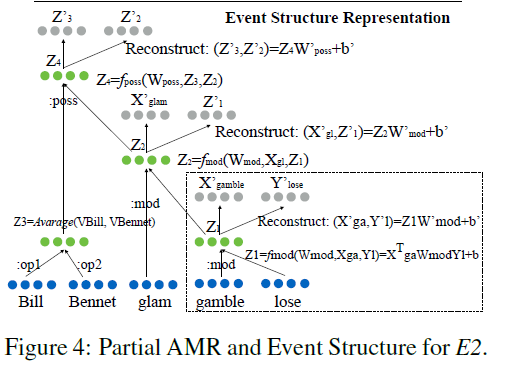 Z’3 Z’2 Event Structure Representation
Reconstruct: (Z’3,Z’2)=Z4W’poss+b’
Z4
Z4=fposs(Wposs,Z3,Z2)
:poss X’glam Z’1
Reconstruct: (X’gl,Z’1)=Z2W’mod+b’
Z2
Z2=fmod(Wmod,Xgl,Z1)
X’gamble Y’lose
:mod
Z3=Avarage(VBill, VBennet) Z1 Reconstruct: (X’ga,Y’l)=Z1W’mod+b’
Z1=fmod(Wmod,Xga,Yl)=X^T gaWmodYl+b
:op1 :op2 :mod
Bill Bennet glam gamble lose
Figure 4: Partial AMR and Event Structure for E2.